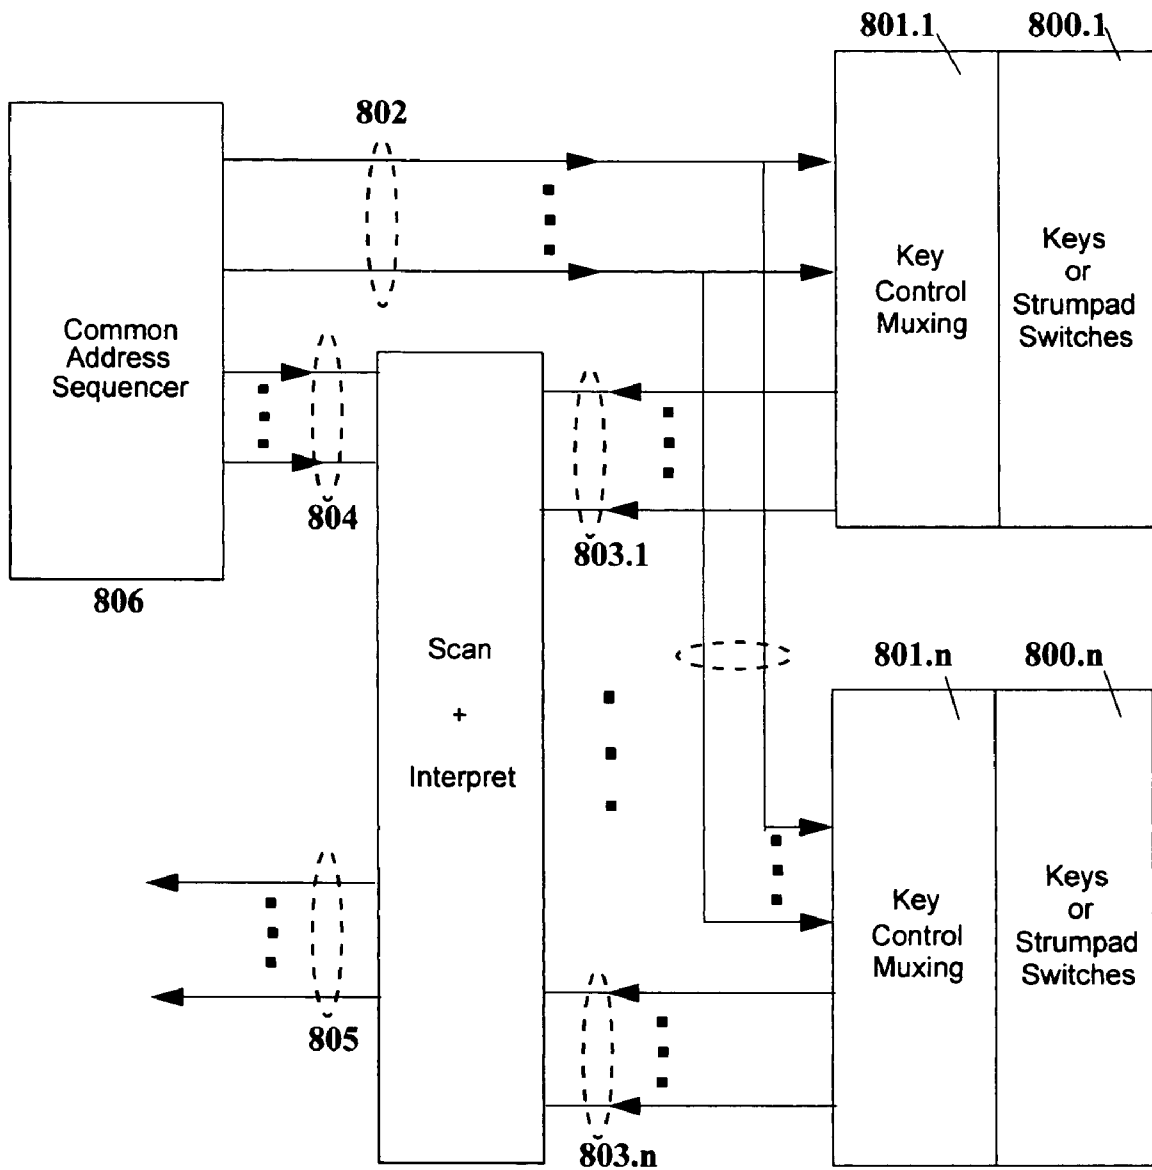 801.1
800.1
802
Common
Address
Sequencer
Key
Control
Muxing
Keys
or
Strumpad
Switches
804
803.1
806
Scan
+
Interpret
801.n
800.n
Key
Control
Muxing
Keys
or
Strumpad
Switches
805
803.n